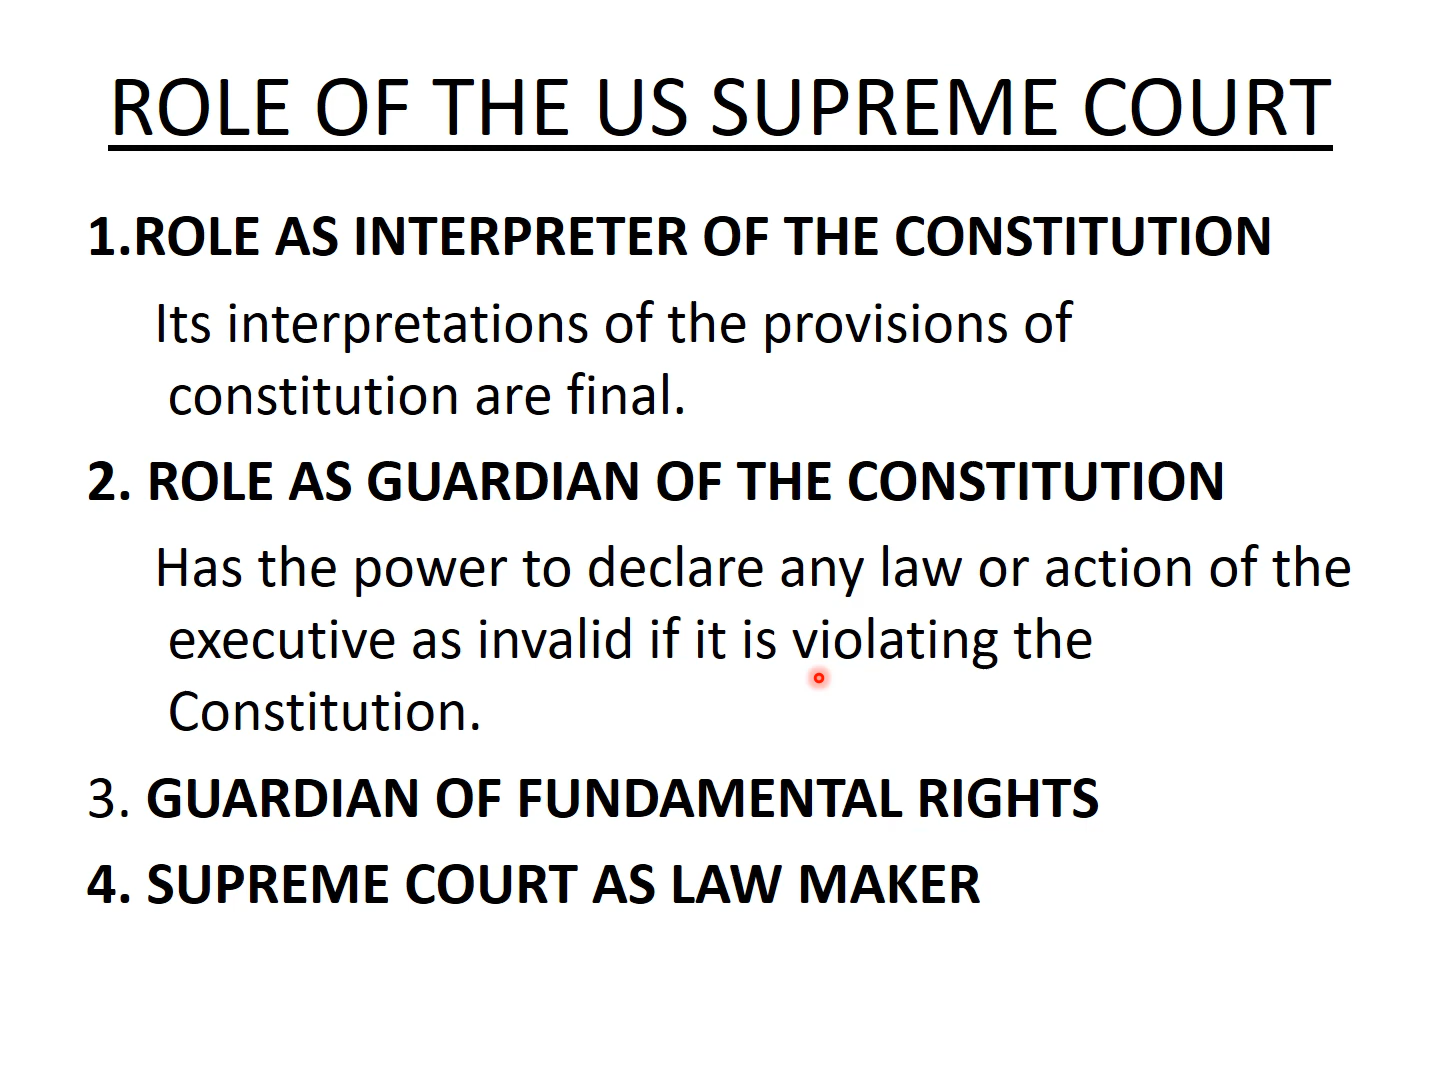 ROLE OF THE US SUPREME COURT
1.ROLE AS INTERPRETER OF THE CONSTITUTION
Its interpretations of the provisions of
constitution are final.
2. ROLE AS GUARDIAN OF THE CONSTITUTION
Has the power to declare any law or action of the
executive as invalid if it is violating the
Constitution.
3. GUARDIAN OF FUNDAMENTAL RIGHTS
4. SUPREME COURT AS LAW MAKER